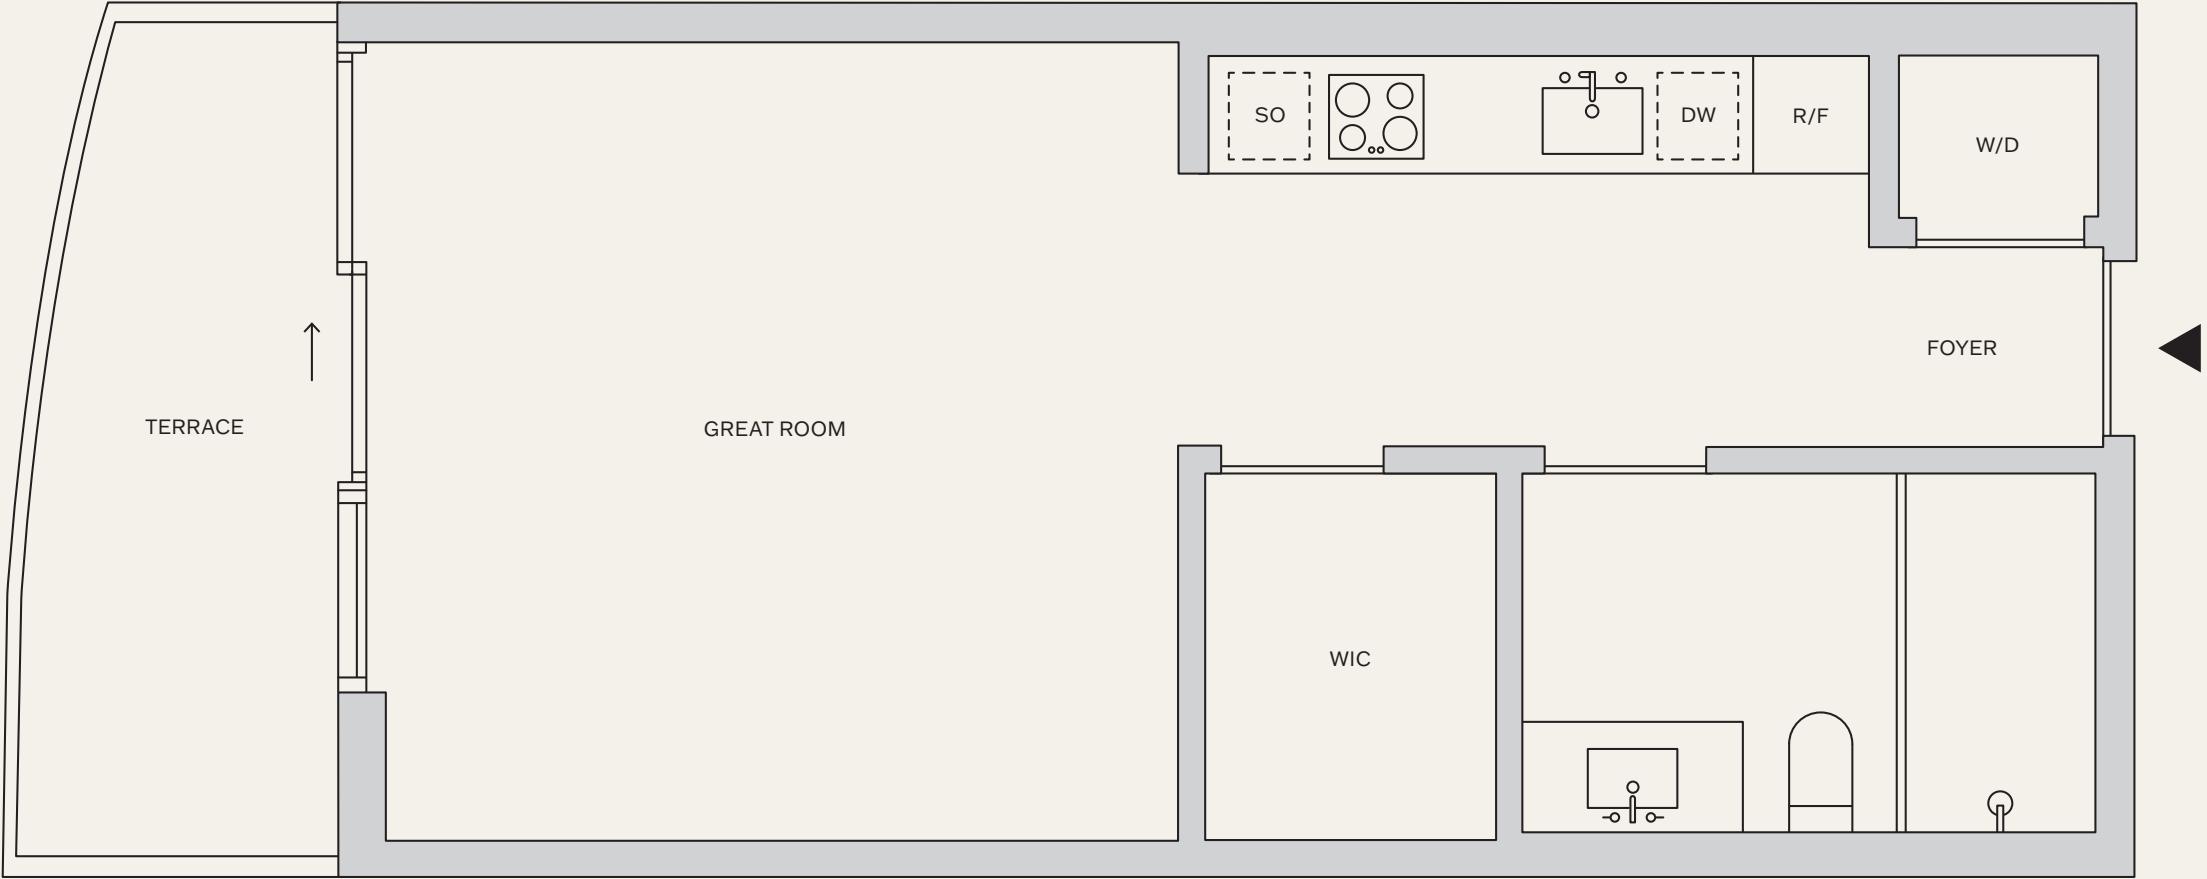 SO
DW
R/F
W/D
FOYER
TERRACE
GREAT ROOM
WIC